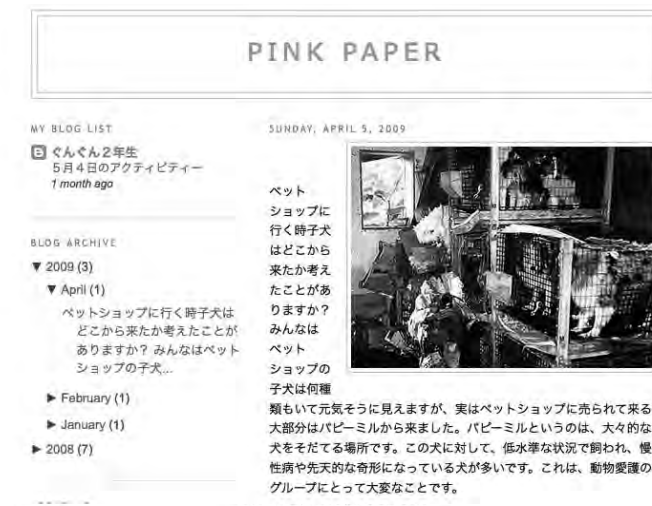 PINK PAPER
MY BLOG LIST
ぐんぐん2年生
5月4日のアクティビティー
1 month ago
BLOG ARCHIVE
▼ 2009 (3)
▼ April (1)
ペットショップに行く時子犬は
どこから来たか考えたことが
ありますか? みんなはペット
ショップの子犬...
► February (1)
► January (1)
► 2008 (7)
SUNDAY, APRIL 5, 2009
ペット
ショップに
行く時子犬
はどこから
来たか考え
たことがあ
りますか?
みんなは
ペット
ショップの
子犬は何種
類もいて元気そうに見えますが、実はペットショップに売られて来る
大部分はパピーミルから来ました。パピーミルというのは、大々的な
犬をそだてる場所です。この犬に対して、低水準な状況で飼われ、慢
性病や先天的な奇形になっている犬が多いです。これは、動物愛護の
グループにとって大変なことです。